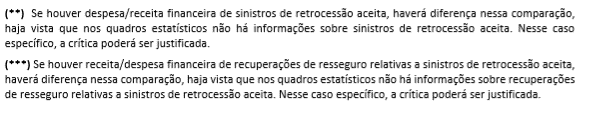 (**) Se houver despesa/receita financeira de sinistros de retrocessão aceita, haverá diferença nessa comparação,
haja vista que nos quadros estatísticos não há informações sobre sinistros de retrocessão aceita. Nesse caso
específico, a crítica poderá ser justificada.
(***) Se houver receita/despesa financeira de recuperações de resseguro relativas a sinistros de retrocessão aceita,
haverá diferença nessa comparação, haja vista que nos quadros estatísticos não há informações sobre recuperações
de resseguro relativas a sinistros de retrocessão aceita. Nesse caso específico, a crítica poderá ser justificada.